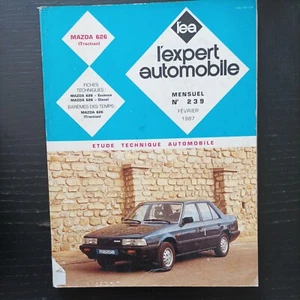 MAZDA 626
(Traction)
FICHES
TECHNIQUES :
MAZDA 626 - Essence
MAZDA 626 - Diesel
BARÈMES DES TEMPS :
MAZDA 626
(Traction)
lea
l'expert
automobile
MENSUEL
N° 239
FÉVRIER
1987
ETUDE TECHNIQUE AUTOMOBILE